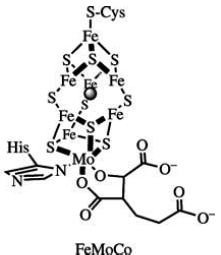 S-Cys
Fe
S S S
Fe Fe Fe
S S S
Fe Fe
S
Fe
His
S Mo S
O
N
O O⁻
N
O O⁻
O
FeMoCo